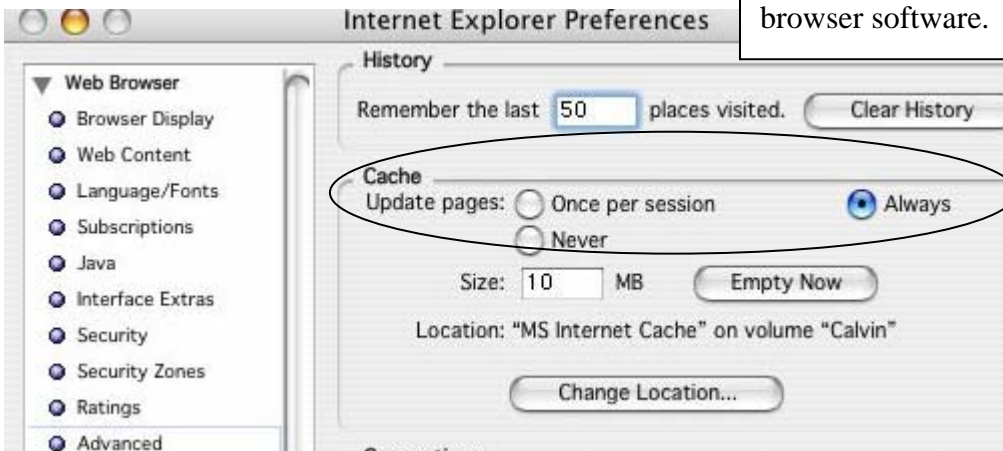 browser software.
Internet Explorer Preferences
Web Browser
Browser Display
Web Content
Language/Fonts
Subscriptions
Java
Interface Extras
Security
Security Zones
Ratings
Advanced
History
Remember the last 50 places visited. Clear History
Cache
Update pages: Once per session Always
Never
Size: 10 MB Empty Now
Location: “MS Internet Cache” on volume “Calvin”
Change Location...